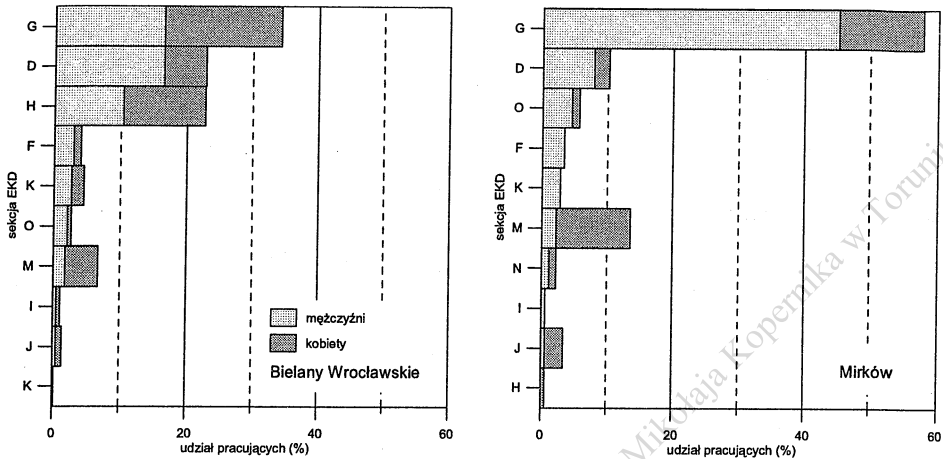 G
D
H
F
K
O
M
I
J
K
sekcja EKD
mężczyźni
kobiety
Bielany Wrocławskie
0
20
40
60
udział pracujących (%)
G
D
O
F
K
M
N
I
J
H
sekcja EKD
Mirków
0
20
40
60
udział pracujących (%)
Mikołaja Kopernika w Toruni